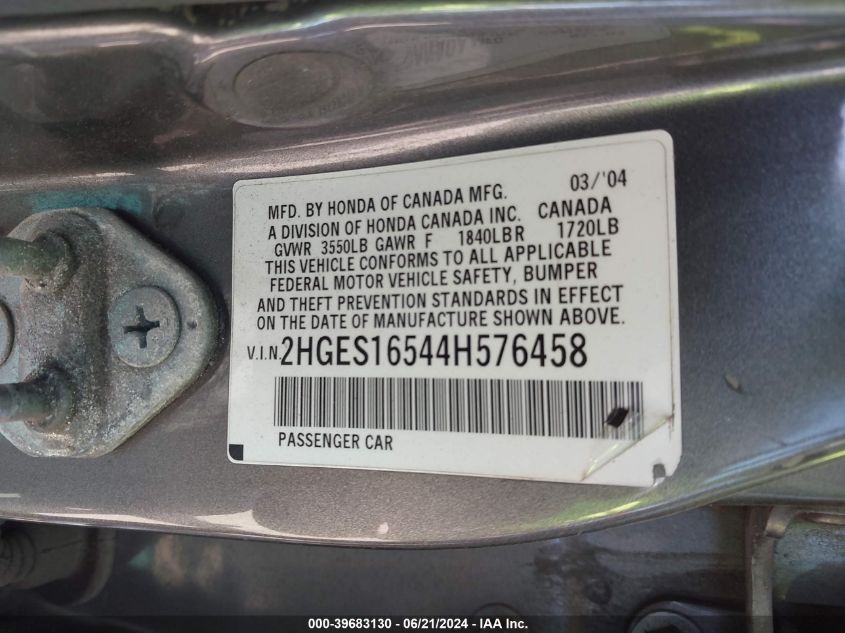 CANADA
03/'04
MFD. BY HONDA OF CANADA MFG.
A DIVISION OF HONDA CANADA INC. CANADA
GVWR 3550LB GAWR F 1840LB R 1720LB
THIS VEHICLE CONFORMS TO ALL APPLICABLE
FEDERAL MOTOR VEHICLE SAFETY, BUMPER
AND THEFT PREVENTION STANDARDS IN EFFECT
ON THE DATE OF MANUFACTURE SHOWN ABOVE.
V.I.N. 2HGES16544H576458
PASSENGER CAR
000-39683130 - 06/21/2024 - IAA Inc.